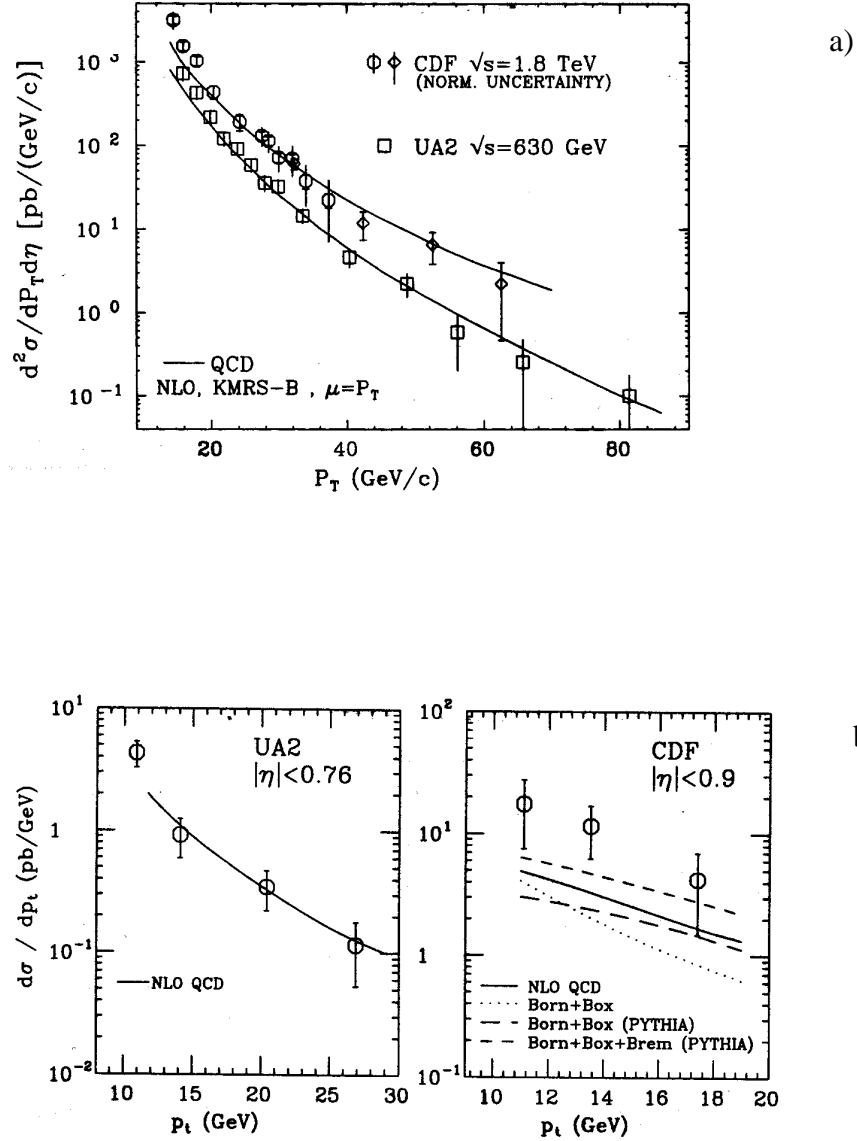 a)
10³
10²
10¹
10⁰
10⁻¹
d²σ/dP_T dη [pb/(GeV/c)]
CDF √s=1.8 TeV
(NORM. UNCERTAINTY)
UA2 √s=630 GeV
QCD
NLO, KMRS-B , μ=P_T
20 40 60 80
P_T (GeV/c)
b
10¹
1
10⁻¹
10⁻²
dσ / dp_t (pb/GeV)
UA2
|η|<0.76
NLO QCD
10 15 20 25 30
p_t (GeV)
10²
10¹
1
10⁻¹
CDF
|η|<0.9
NLO QCD
Born+Box
Born+Box (PYTHIA)
Born+Box+Brem (PYTHIA)
10 12 14 16 18 20
p_t (GeV)